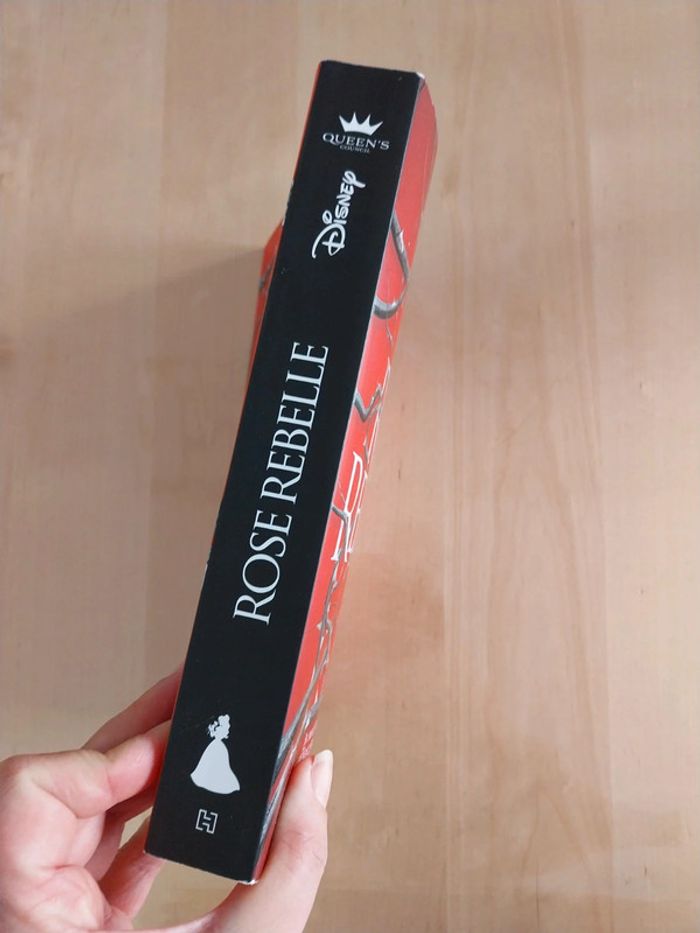 QUEEN'S
COUNCIL
DISNEY
ROSE REBELLE
H